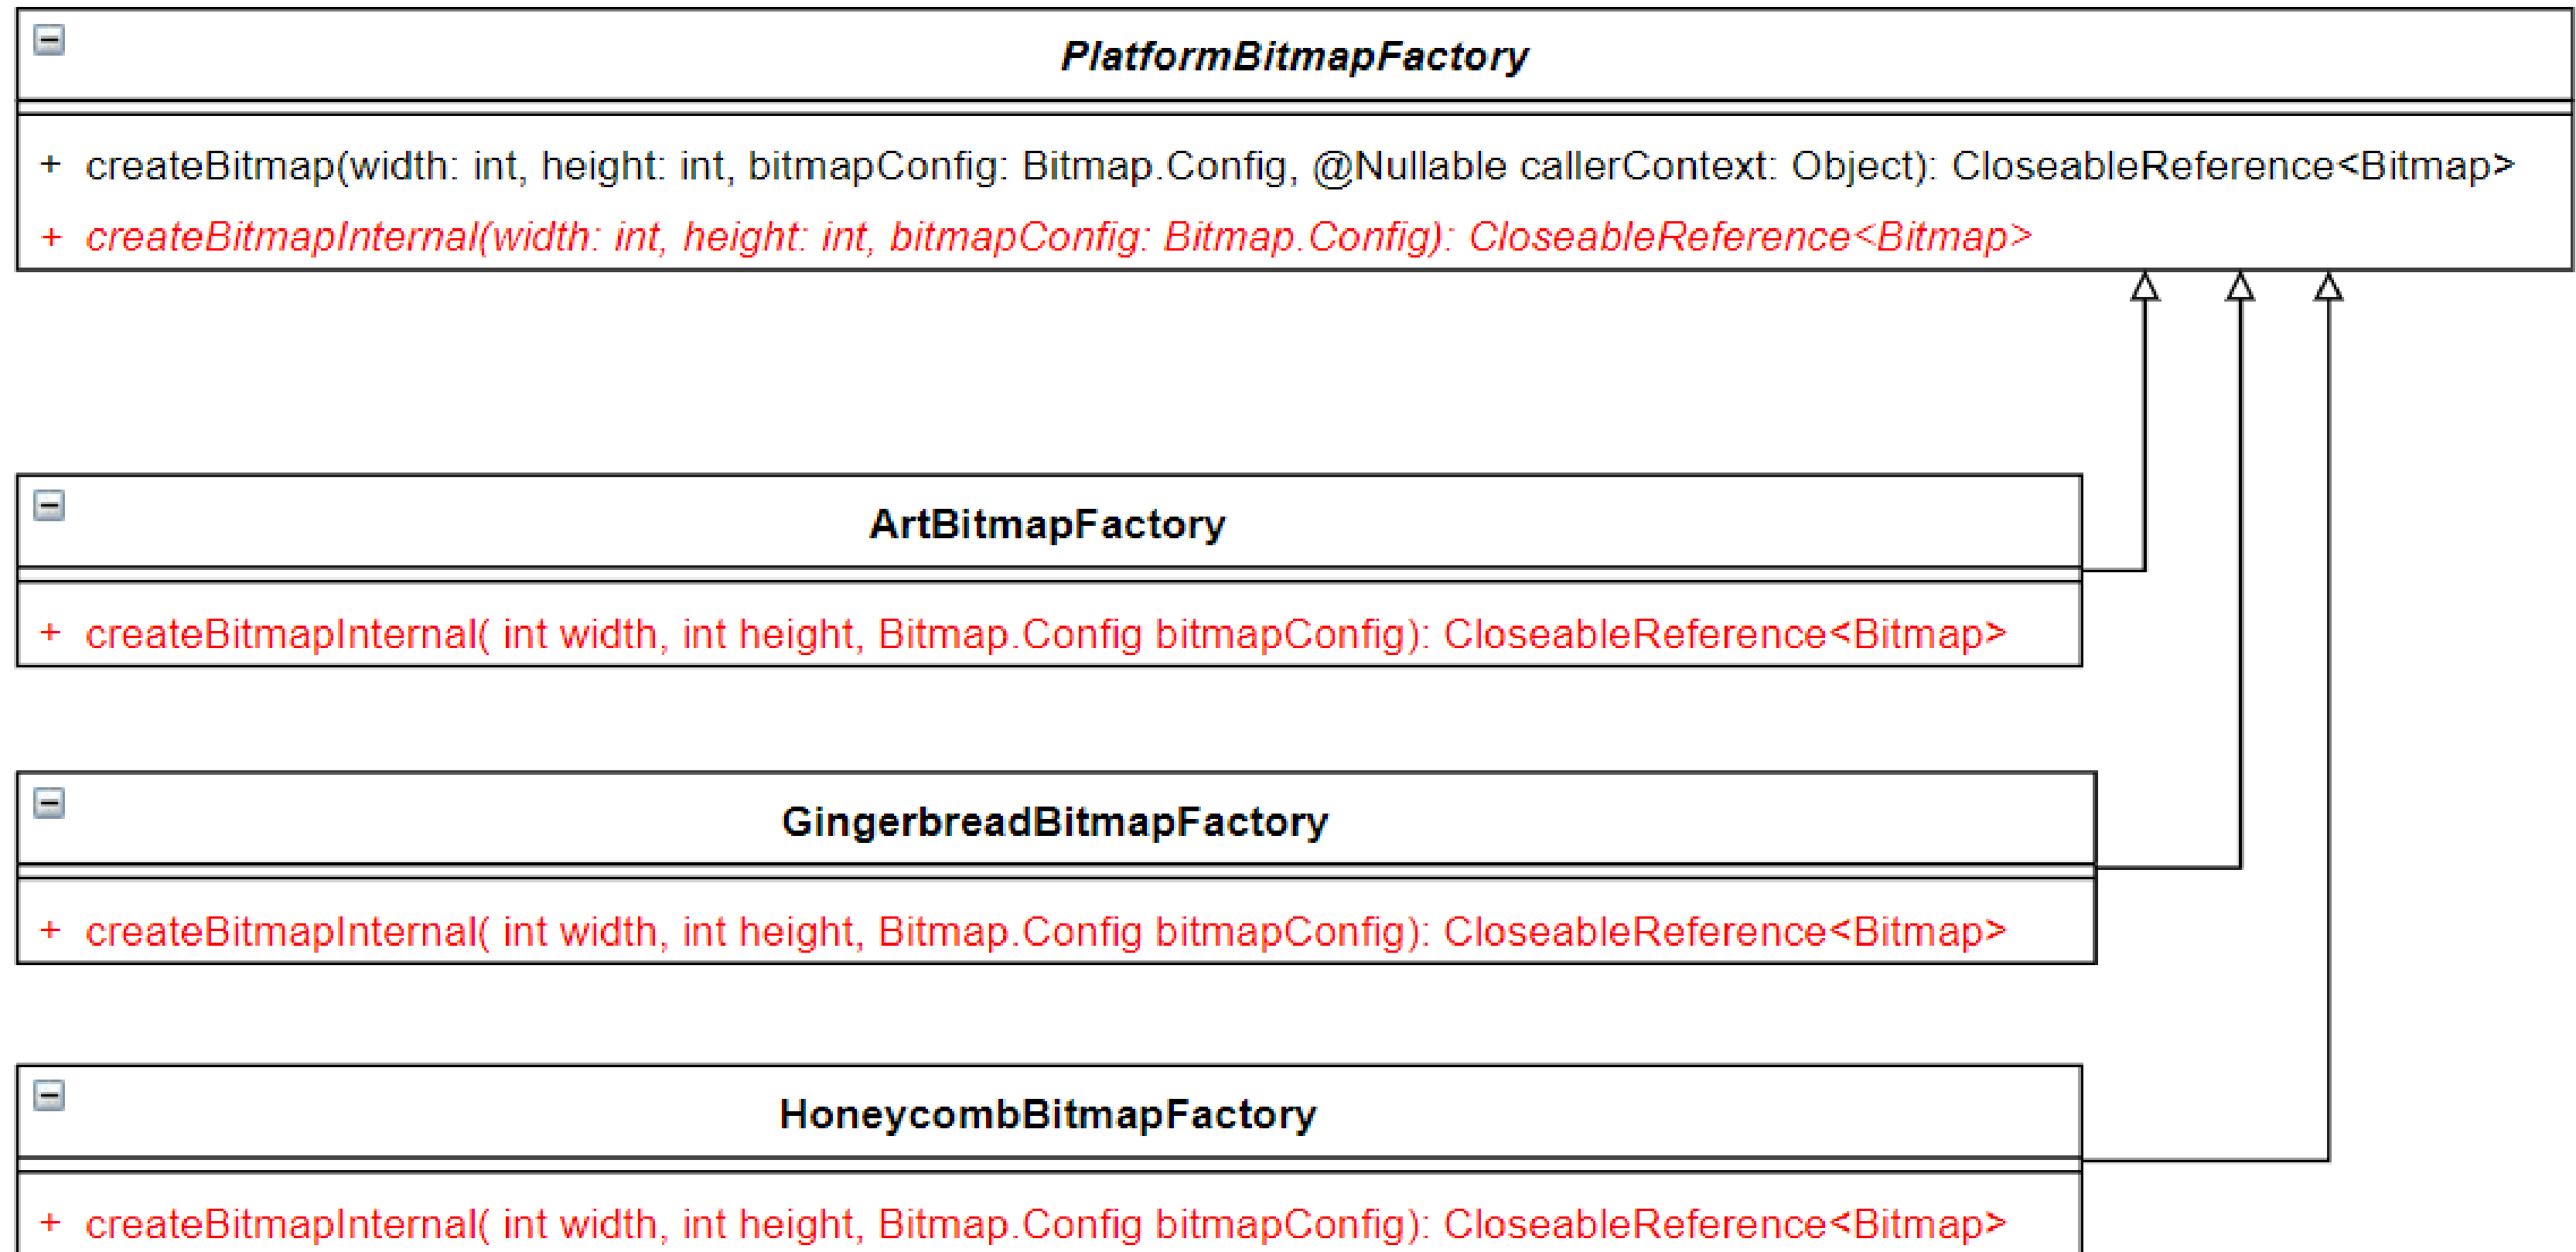 PlatformBitmapFactory
+ createBitmap(width: int, height: int, bitmapConfig: Bitmap.Config, @Nullable callerContext: Object): CloseableReference<Bitmap>
+ createBitmapInternal(width: int, height: int, bitmapConfig: Bitmap.Config): CloseableReference<Bitmap>
ArtBitmapFactory
+ createBitmapInternal( int width, int height, Bitmap.Config bitmapConfig): CloseableReference<Bitmap>
GingerbreadBitmapFactory
+ createBitmapInternal( int width, int height, Bitmap.Config bitmapConfig): CloseableReference<Bitmap>
HoneycombBitmapFactory
+ createBitmapInternal( int width, int height, Bitmap.Config bitmapConfig): CloseableReference<Bitmap>